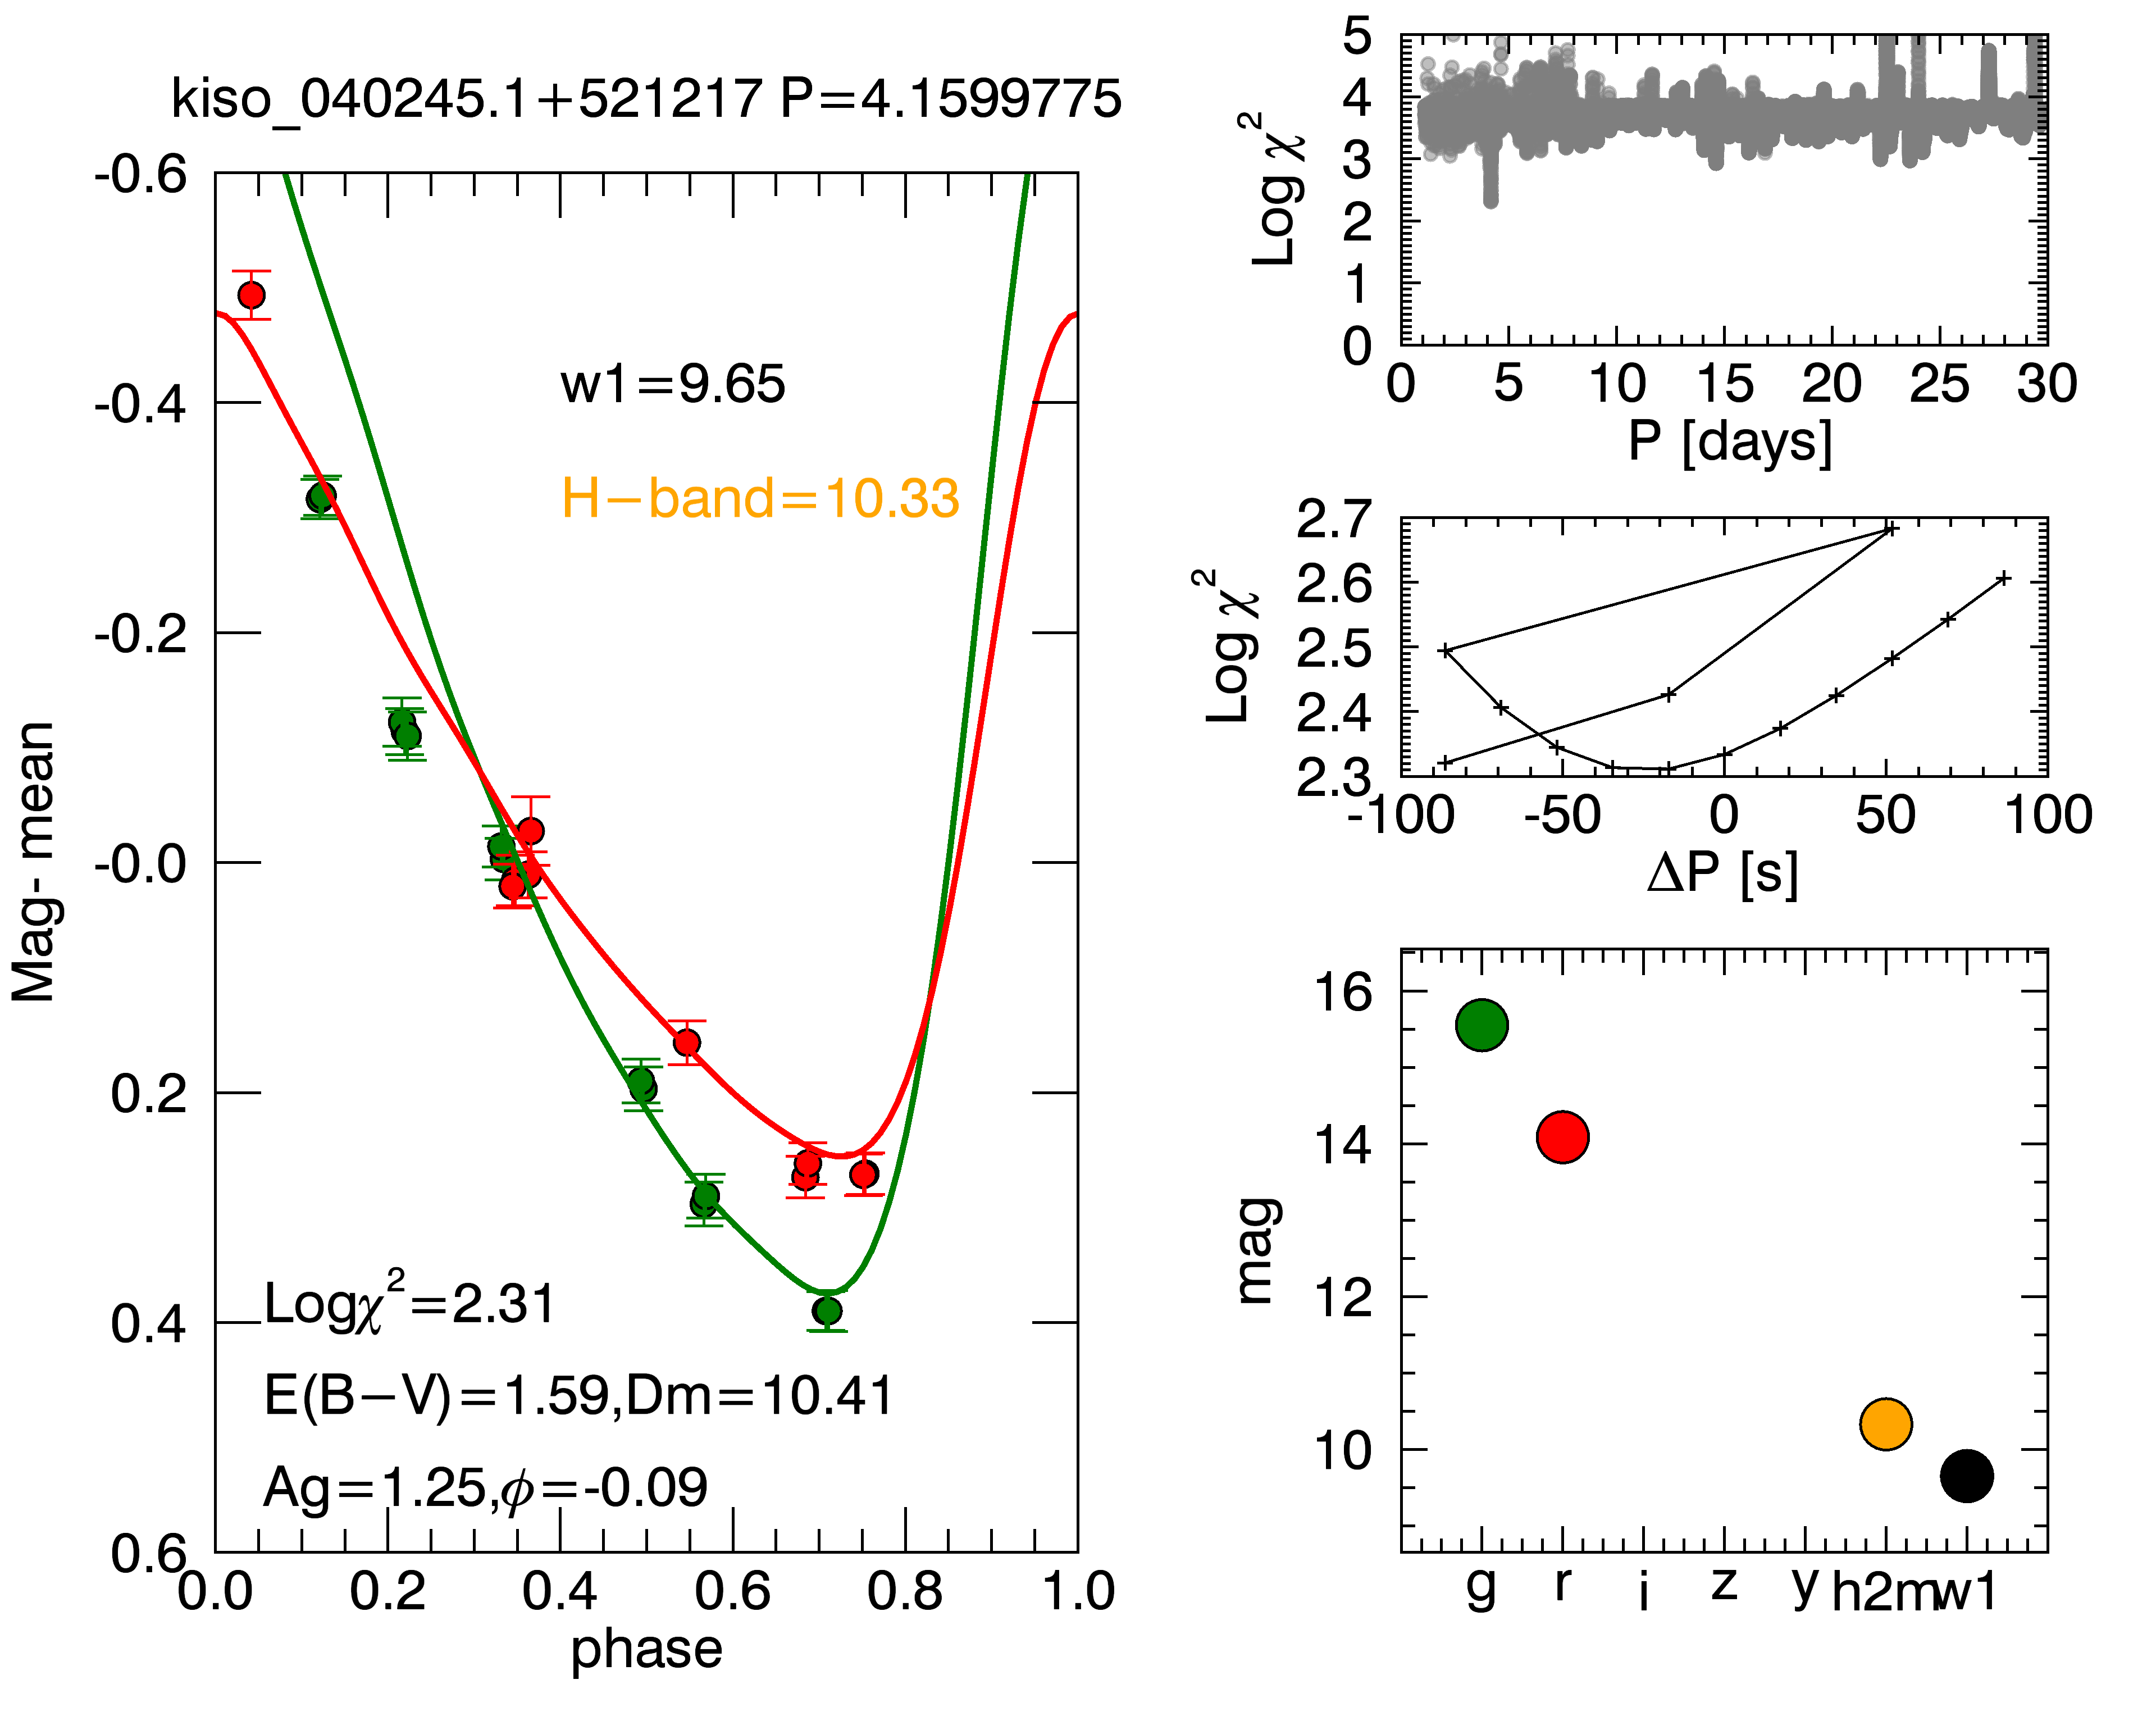 kiso_040245.1+521217 P=4.1599775
-0.6
-0.4
-0.2
-0.0
0.2
0.4
0.6
Mag- mean
w1=9.65
H-band=10.33
Logχ²=2.31
E(B-V)=1.59,Dm=10.41
Ag=1.25,ϕ=-0.09
0.0 0.2 0.4 0.6 0.8 1.0
phase
5
4
3
2
1
0
Log χ²
0 5 10 15 20 25 30
P [days]
2.7
2.6
2.5
2.4
2.3
Log χ²
-100 -50 0 50 100
ΔP [s]
16
14
12
10
mag
g r i z y h2m w1